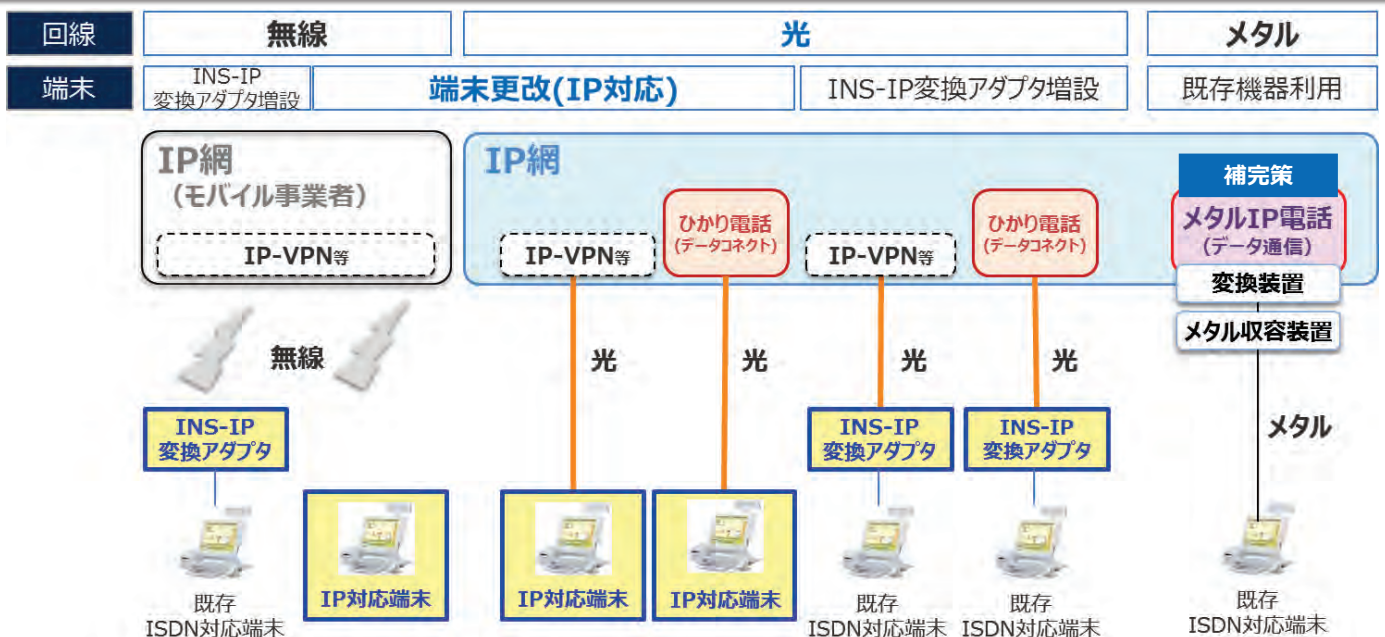 回線
無線
光
メタル
端末
INS-IP
変換アダプタ増設
端末更改(IP対応)
INS-IP変換アダプタ増設
既存機器利用
IP網
(モバイル事業者)
IP-VPN等
IP網
IP-VPN等
ひかり電話
(データコネクト)
IP-VPN等
ひかり電話
(データコネクト)
補完策
メタルIP電話
(データ通信)
変換装置
メタル収容装置
無線
光
光
光
光
メタル
INS-IP
変換アダプタ
INS-IP
変換アダプタ
INS-IP
変換アダプタ
既存
ISDN対応端末
IP対応端末
IP対応端末
IP対応端末
既存
ISDN対応端末
既存
ISDN対応端末
既存
ISDN対応端末